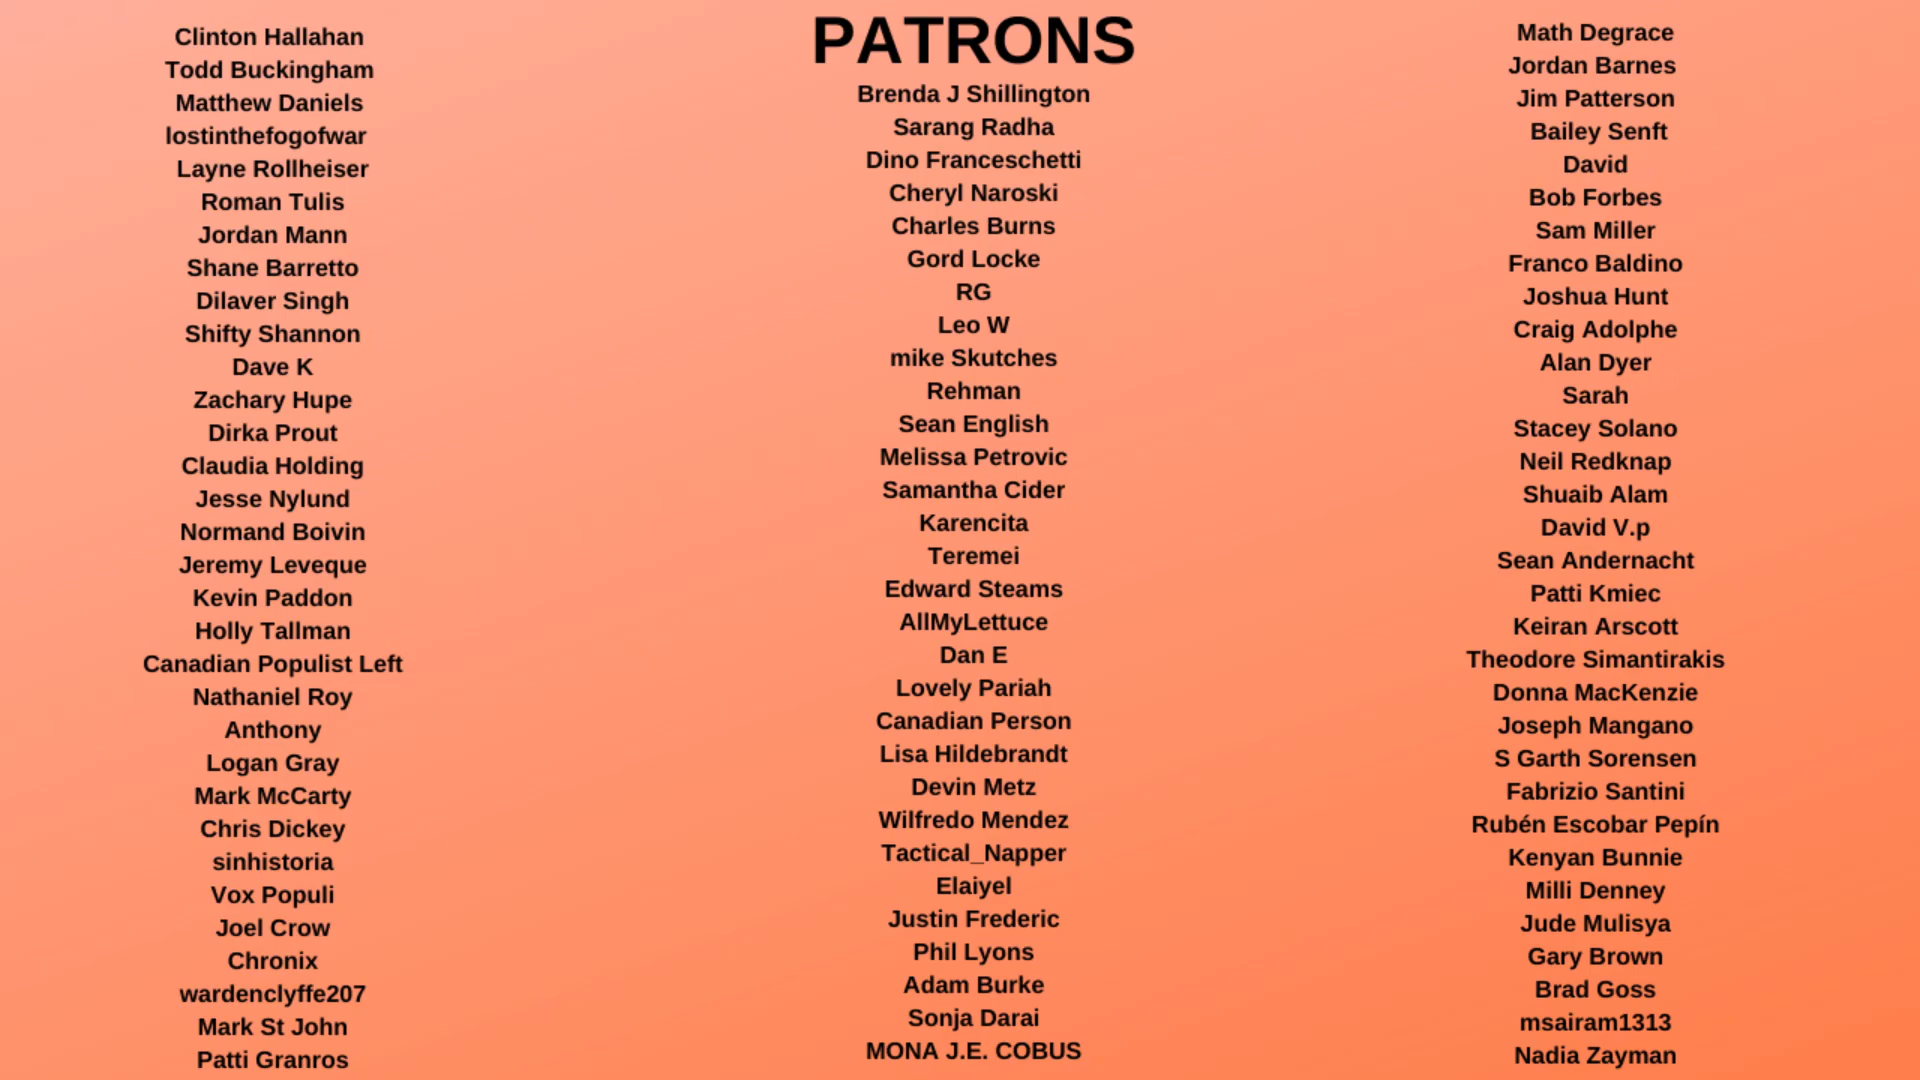 PATRONS
Clinton Hallahan
Todd Buckingham
Matthew Daniels
lostinthefogofwar
Layne Rollheiser
Roman Tulis
Jordan Mann
Shane Barretto
Dilaver Singh
Shifty Shannon
Dave K
Zachary Hupe
Dirka Prout
Claudia Holding
Jesse Nylund
Normand Boivin
Jeremy Leveque
Kevin Paddon
Holly Tallman
Canadian Populist Left
Nathaniel Roy
Anthony
Logan Gray
Mark McCarty
Chris Dickey
sinhistoria
Vox Populi
Joel Crow
Chronix
wardenclyffe207
Mark St John
Patti Granros
Brenda J Shillington
Sarang Radha
Dino Franceschetti
Cheryl Naroski
Charles Burns
Gord Locke
RG
Leo W
mike Skutches
Rehman
Sean English
Melissa Petrovic
Samantha Cider
Karencita
Teremei
Edward Steams
AllMyLettuce
Dan E
Lovely Pariah
Canadian Person
Lisa Hildebrandt
Devin Metz
Wilfredo Mendez
Tactical_Napper
Elaiyel
Justin Frederic
Phil Lyons
Adam Burke
Sonja Darai
MONA J.E. COBUS
Math Degrace
Jordan Barnes
Jim Patterson
Bailey Senft
David
Bob Forbes
Sam Miller
Franco Baldino
Joshua Hunt
Craig Adolphe
Alan Dyer
Sarah
Stacey Solano
Neil Redknap
Shuaib Alam
David V.p
Sean Andernacht
Patti Kmiec
Keiran Arscott
Theodore Simantirakis
Donna MacKenzie
Joseph Mangano
S Garth Sorensen
Fabrizio Santini
Rubén Escobar Pepín
Kenyan Bunnie
Milli Denney
Jude Mulisya
Gary Brown
Brad Goss
msairam1313
Nadia Zayman